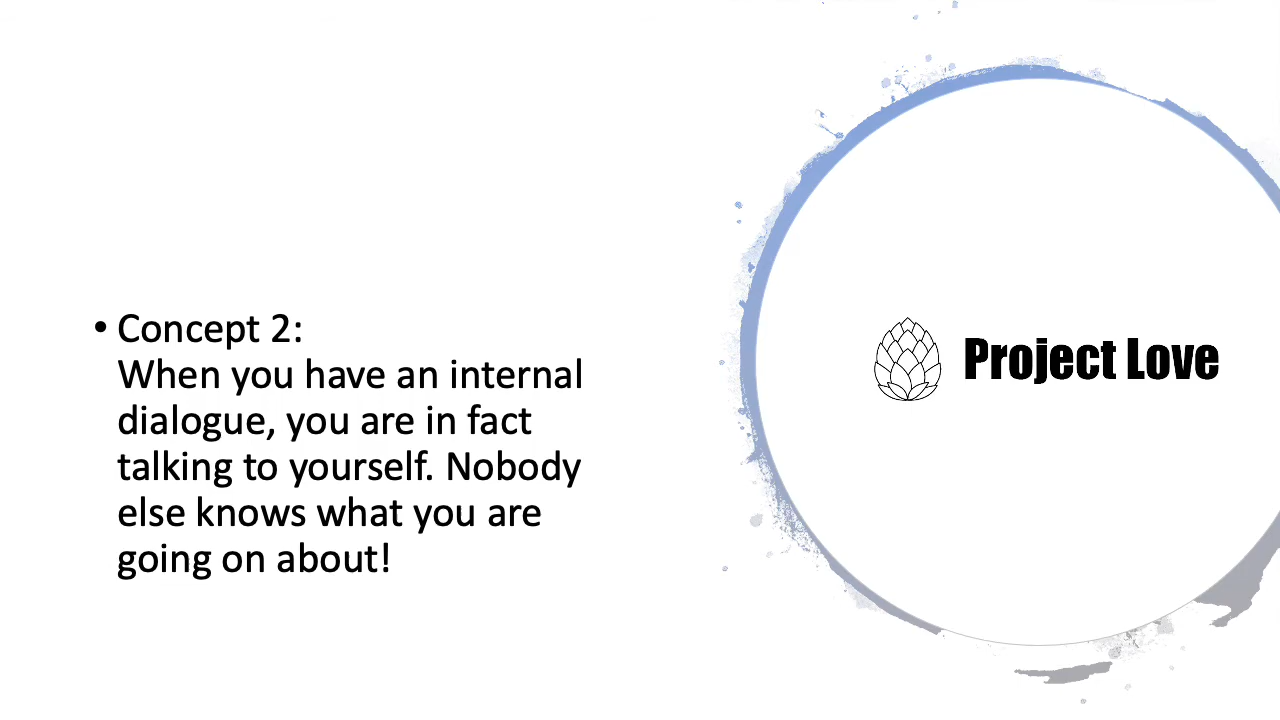 • Concept 2:
When you have an internal
dialogue, you are in fact
talking to yourself. Nobody
else knows what you are
going on about!
Project Love